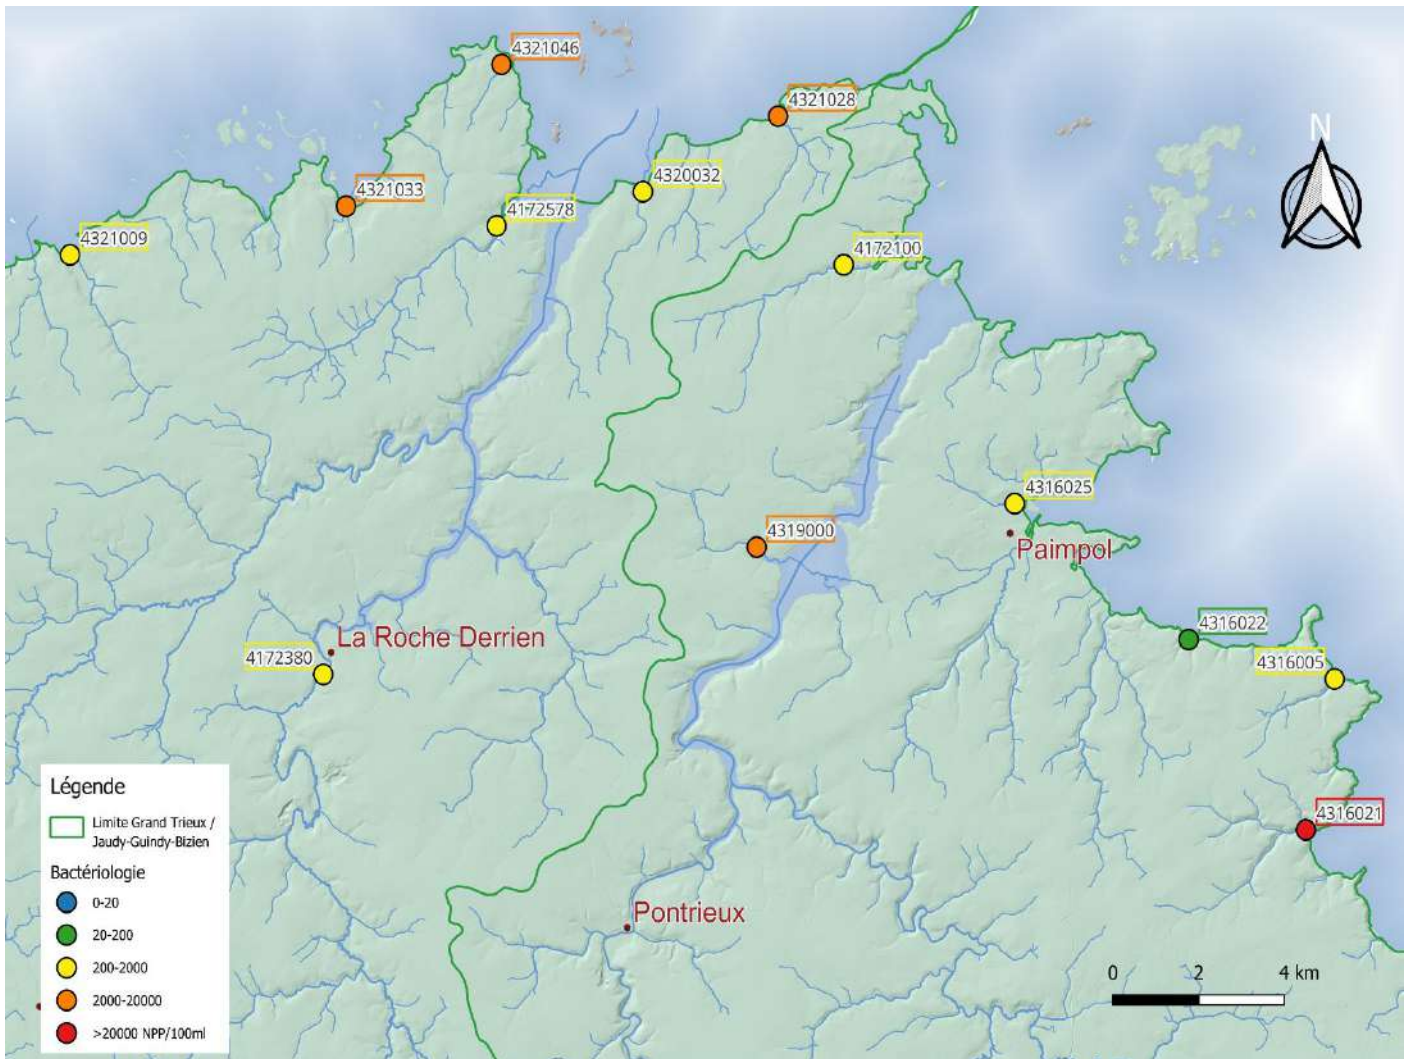 4321046
4321028
N
4320032
4321033
4172578
4321009
4172100
4316025
4319000
Paimpol
4316022
La Roche Derrien
4172380
4316005
Légende
Limite Grand Trieux /
Jaudy-Guindy-Bizien
4316021
Bactériologie
0-20
Pontrieux
20-200
200-2000
0 2 4 km
2000-20000
>20000 NPP/100ml